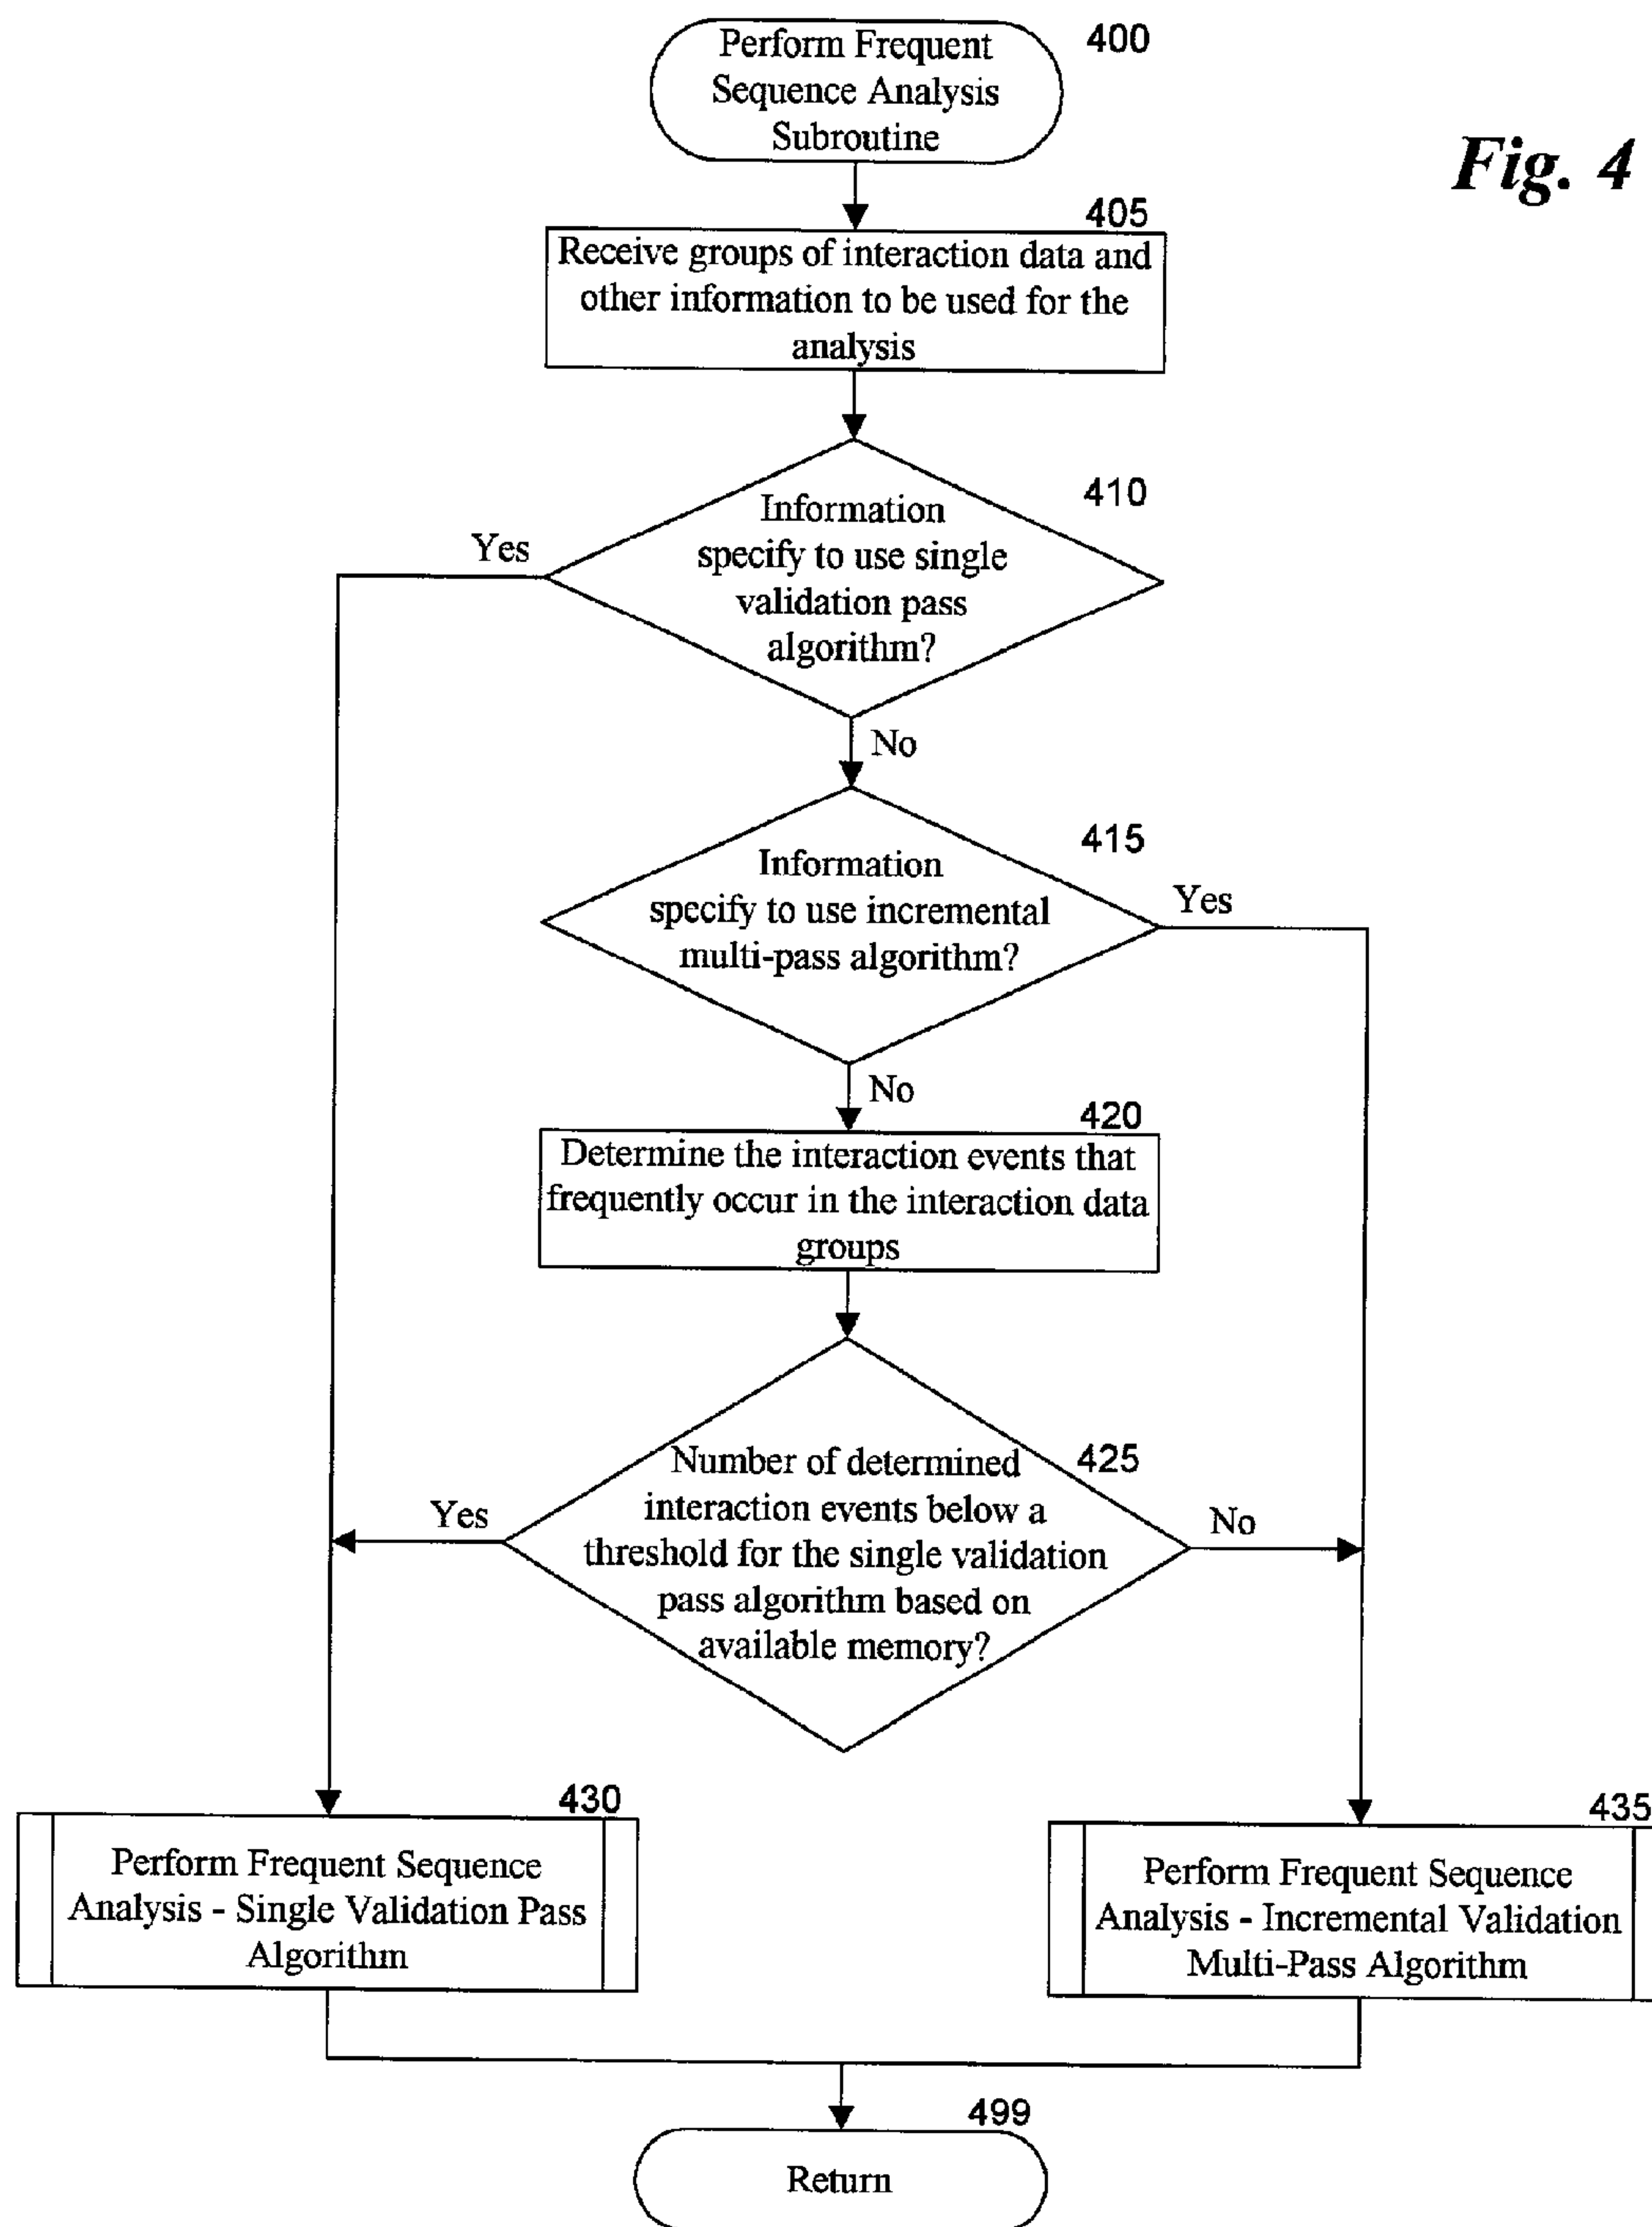 Perform Frequent
Sequence Analysis
Subroutine
400
Fig. 4
405
Receive groups of interaction data and
other information to be used for the
analysis
410
Information
specify to use single
validation pass
algorithm?
Yes
No
415
Information
specify to use incremental
multi-pass algorithm?
Yes
No
420
Determine the interaction events that
frequently occur in the interaction data
groups
425
Number of determined
interaction events below a
threshold for the single validation
pass algorithm based on
available memory?
Yes
No
430
Perform Frequent Sequence
Analysis - Single Validation Pass
Algorithm
435
Perform Frequent Sequence
Analysis - Incremental Validation
Multi-Pass Algorithm
499
Return